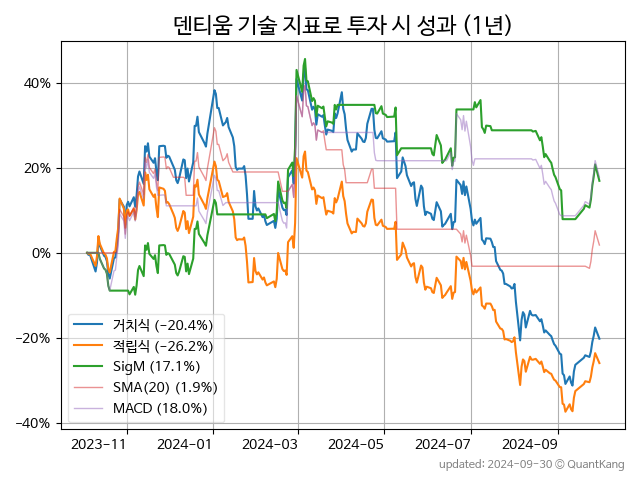 덴티움 기술 지표로 투자 시 성과 (1년)
40%
20%
0%
−20%
−40%
거치식 (−20.4%)
적립식 (−26.2%)
SigM (17.1%)
SMA(20) (1.9%)
MACD (18.0%)
2023-11
2024-01
2024-03
2024-05
2024-07
2024-09
updated: 2024-09-30 © QuantKang